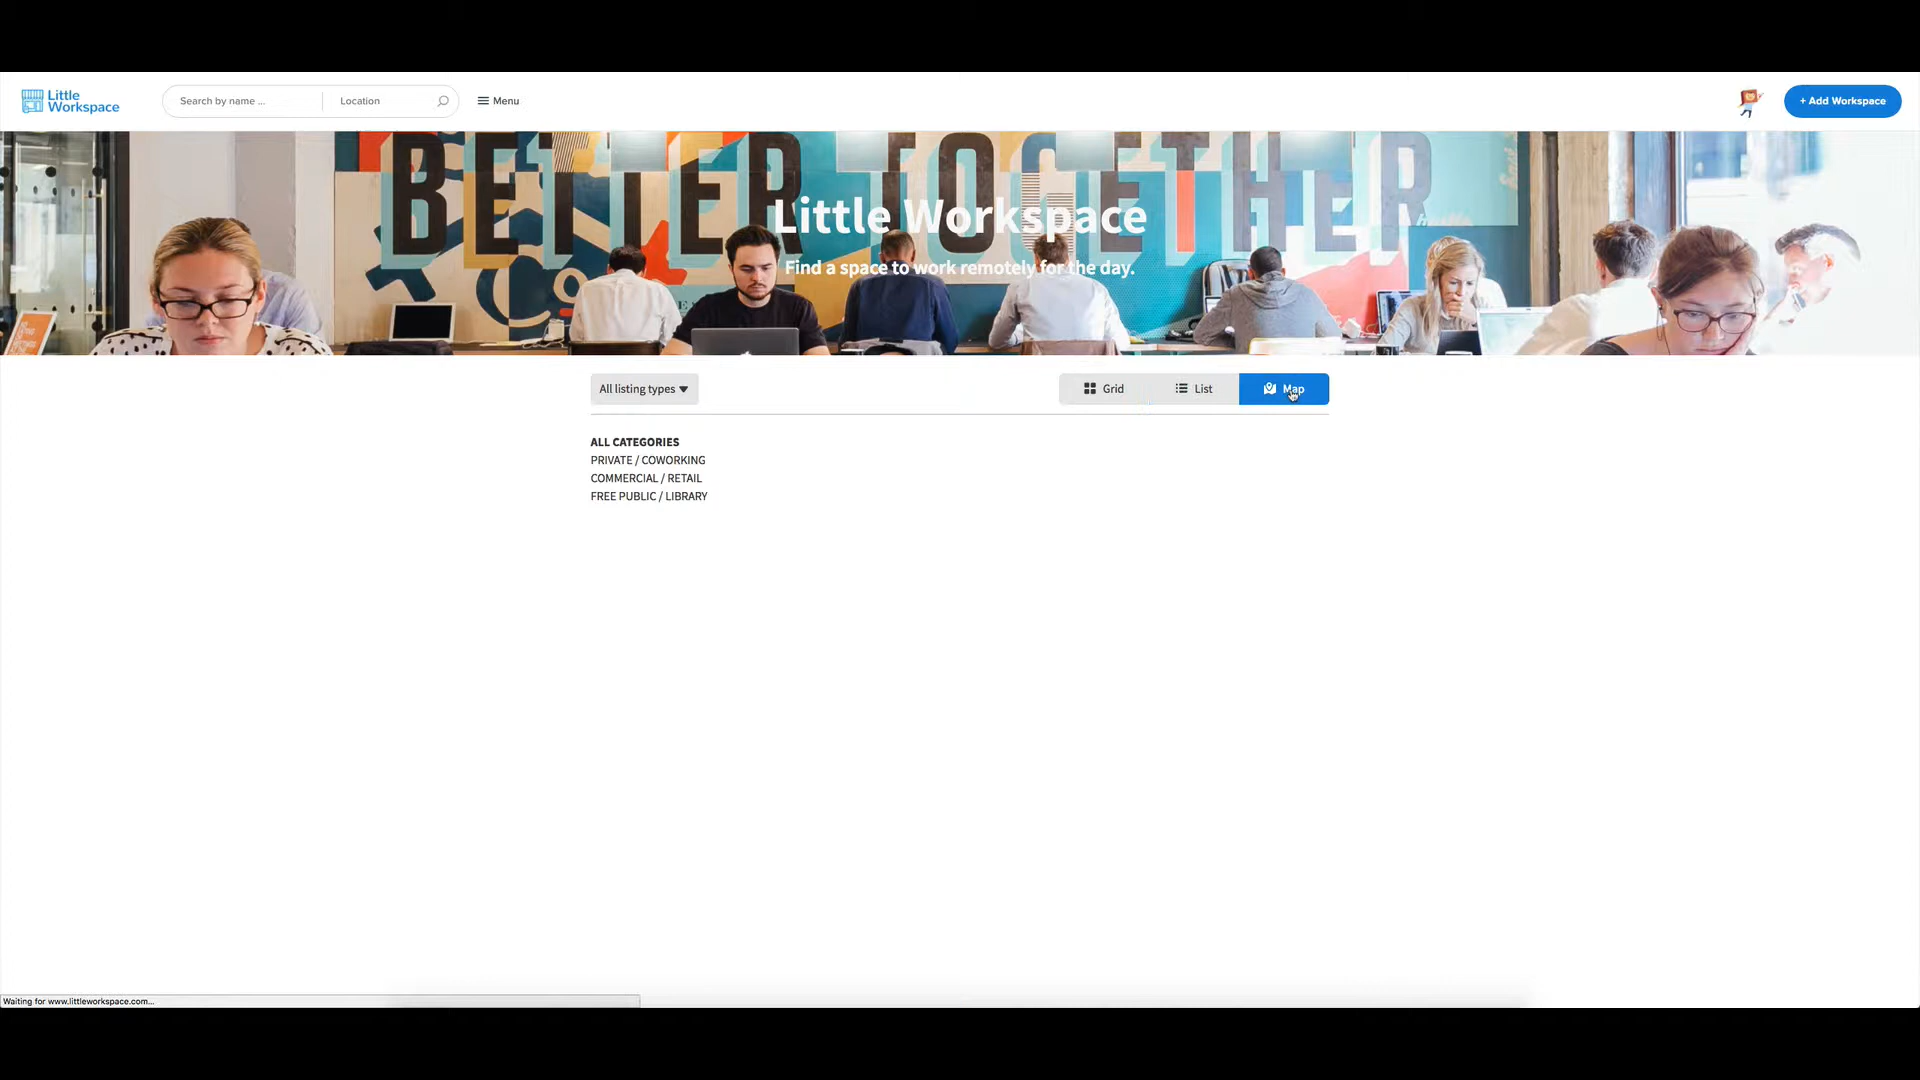 Little
Workspace
Search by name ...
Location
Menu
+ Add Workspace
BETTER TOGETHER
Little Workspace
Find a space to work remotely for the day.
All listing types
Grid
List
Map
ALL CATEGORIES
PRIVATE / COWORKING
COMMERCIAL / RETAIL
FREE PUBLIC / LIBRARY
Waiting for www.littleworkspace.com...